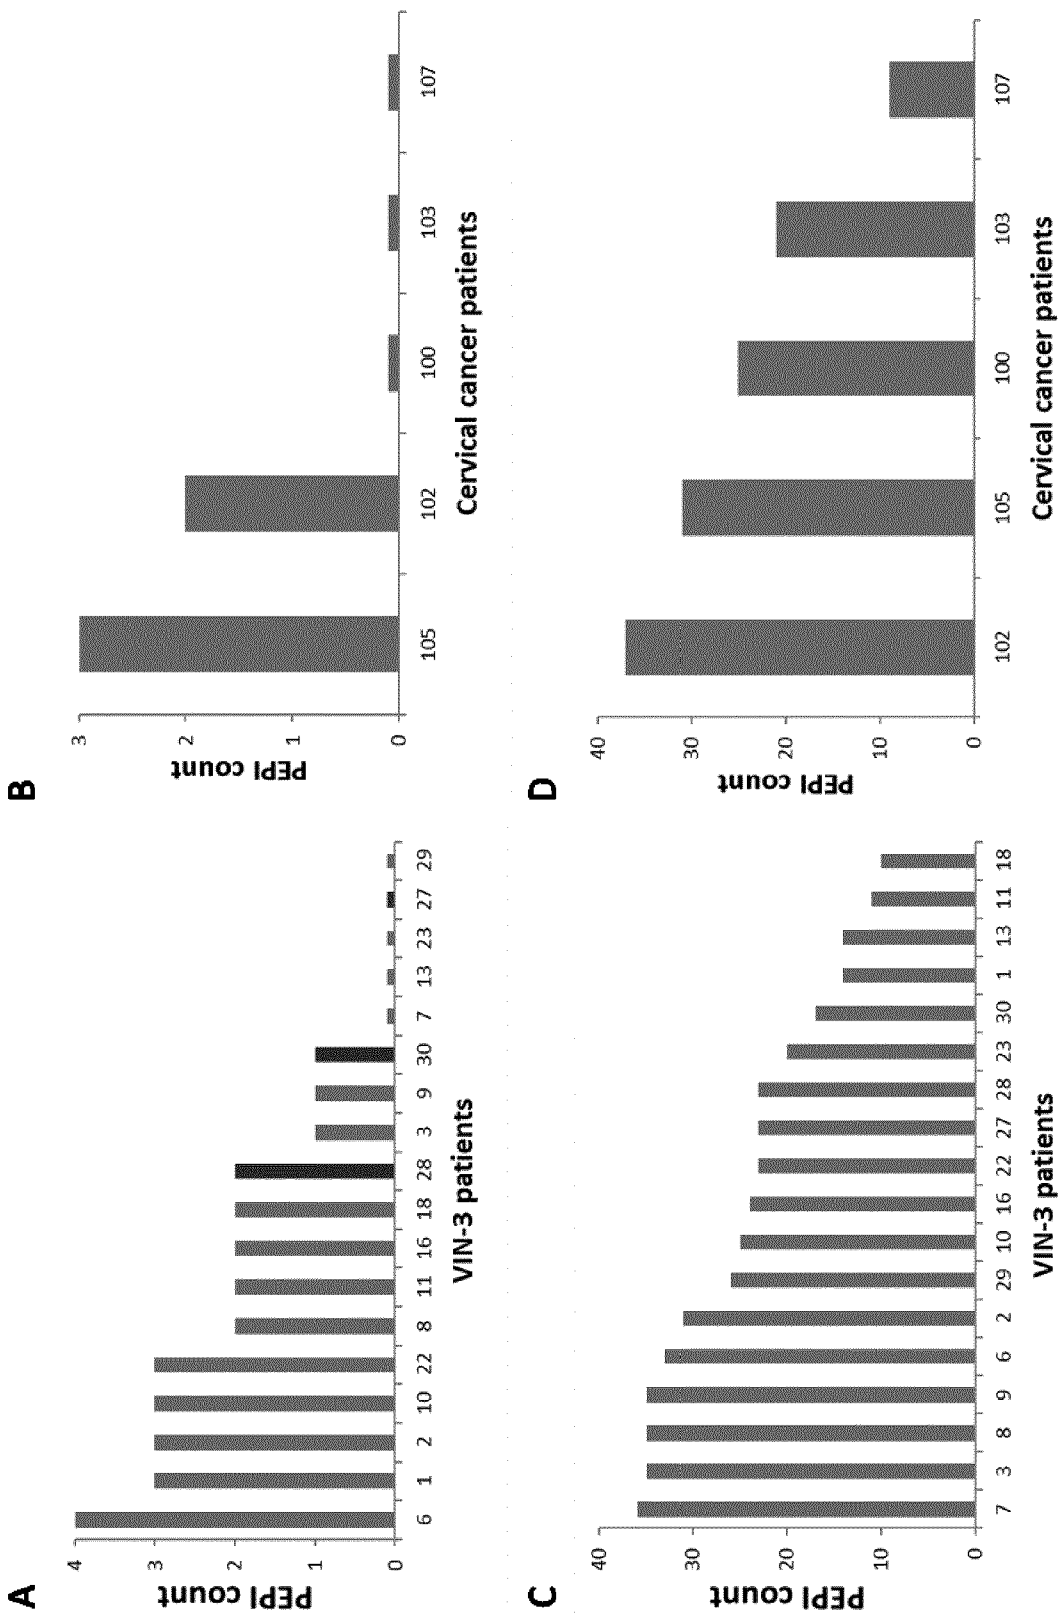 A
PEPI count
4
3
2
1
0
6 1 2 10 22 8 11 16 18 28 3 9 30 7 13 23 27 29
VIN-3 patients
B
PEPI count
3
2
1
0
105 102 100 103 107
Cervical cancer patients
C
PEPI count
40
30
20
10
0
7 3 8 9 6 2 29 10 16 22 27 28 23 30 1 13 11 18
VIN-3 patients
D
PEPI count
40
30
20
10
0
102 105 100 103 107
Cervical cancer patients